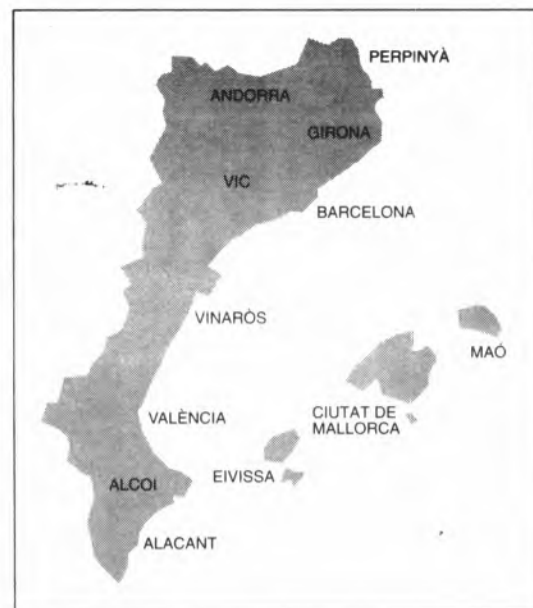 PERPINYÀ
ANDORRA
GIRONA
VIC
BARCELONA
VINARÒS
MAÓ
CIUTAT DE
MALLORCA
VALÈNCIA
EIVISSA
ALCOI
ALACANT